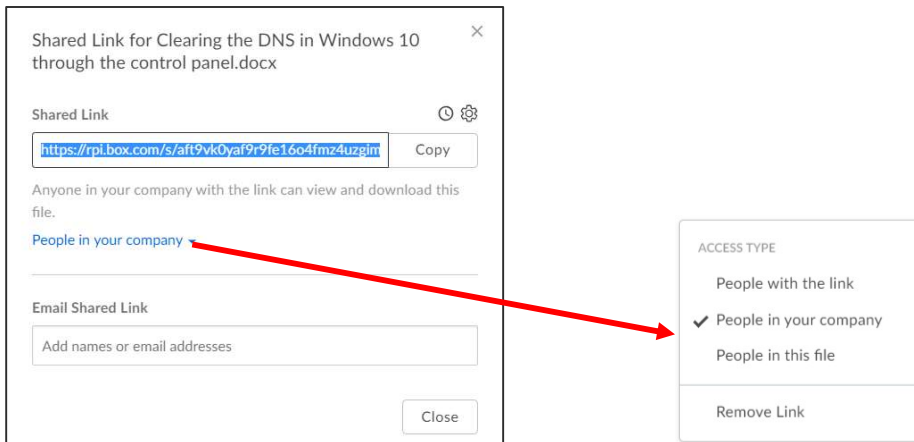 Shared Link for Clearing the DNS in Windows 10
through the control panel.docx
Shared Link
https://rpi.box.com/s/aft9vk0yaf9r9fe16o4fmz4uzgim
Copy
Anyone in your company with the link can view and download this
file.
People in your company
Email Shared Link
Add names or email addresses
Close
ACCESS TYPE
People with the link
People in your company
People in this file
Remove Link